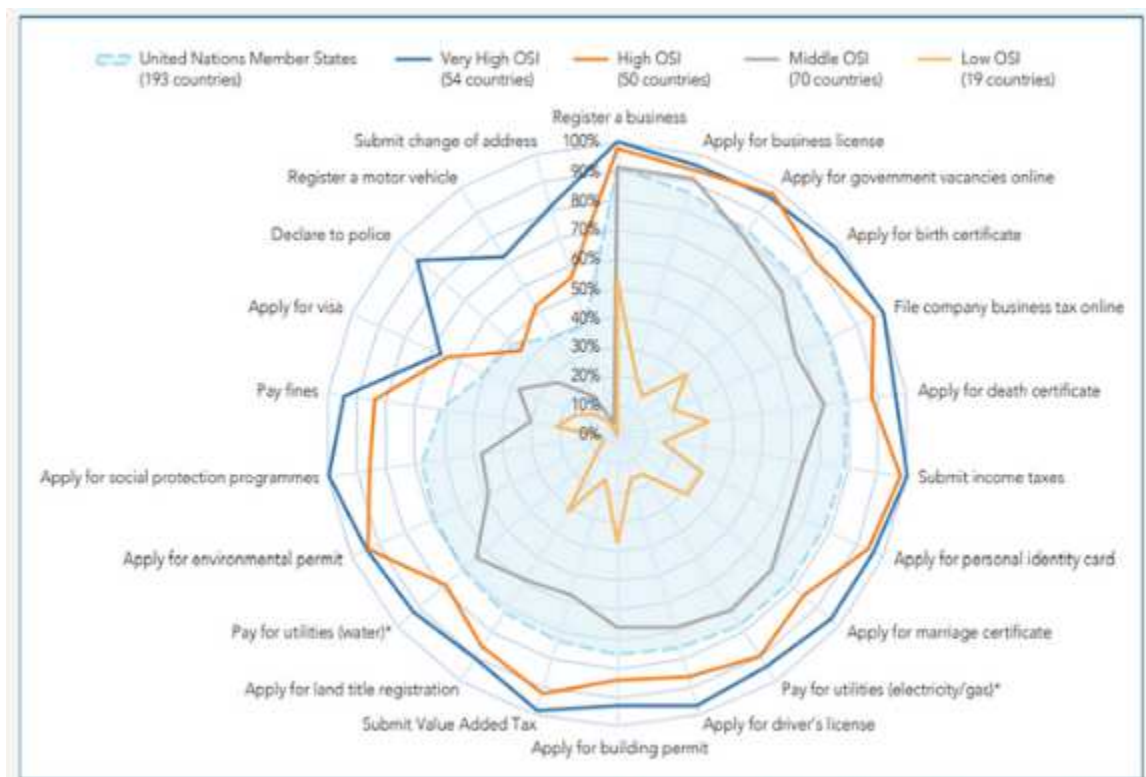 United Nations Member States
(193 countries)
Very High OSI
(54 countries)
High OSI
(50 countries)
Middle OSI
(70 countries)
Low OSI
(19 countries)
Register a business
Submit change of address
Apply for business license
Register a motor vehicle
Apply for government vacancies online
Declare to police
Apply for birth certificate
Apply for visa
File company business tax online
Pay fines
Apply for death certificate
Apply for social protection programmes
Submit income taxes
Apply for environmental permit
Apply for personal identity card
Pay for utilities (water)*
Apply for marriage certificate
Apply for land title registration
Pay for utilities (electricity/gas)*
Submit Value Added Tax
Apply for driver's license
Apply for building permit
100%
90%
80%
70%
60%
50%
40%
30%
20%
10%
0%